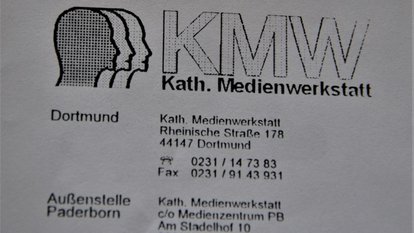 KMW
Kath. Medienwerkstatt
Dortmund Kath. Medienwerkstatt
Rheinische Straße 178
44147 Dortmund
☎ 0231 / 14 73 83
Fax 0231 / 91 43 931
Außenstelle Kath. Medienwerkstatt
Paderborn c/o Medienzentrum PB
Am Stadelhof 10